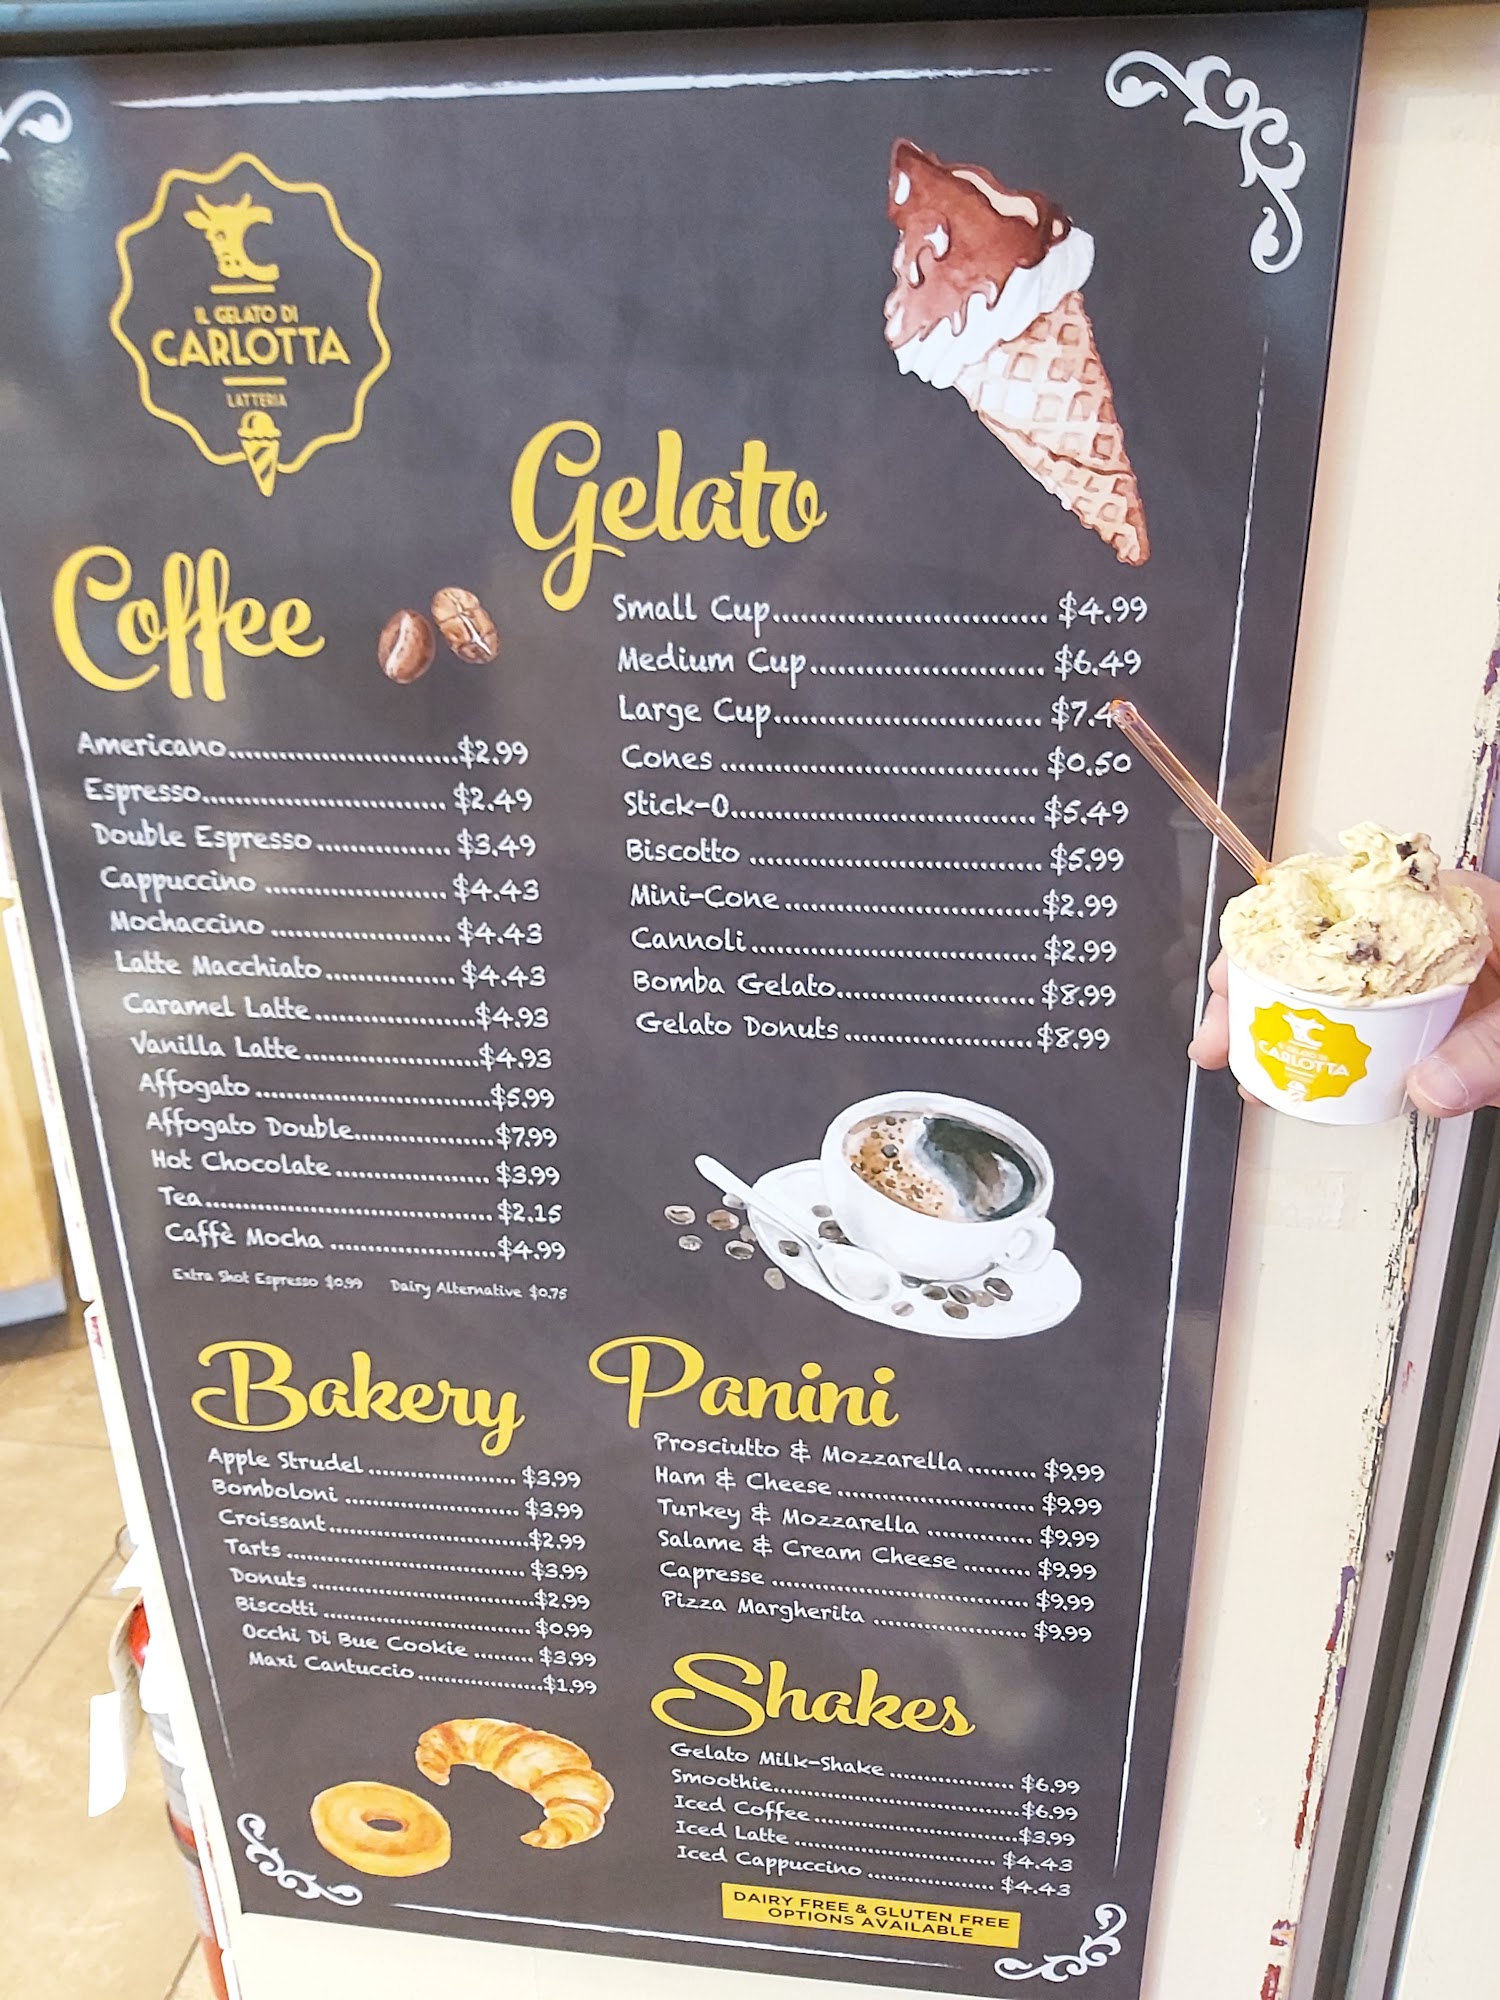 IL GELATO DI
CARLOTTA
LATTERIA
Gelato
Small Cup $4.99
Medium Cup $6.49
Large Cup
Cones $0.50
Stick-O $5.49
Biscotto $5.99
Mini-Cone $2.99
Cannoli $2.99
Bomba Gelato $8.99
Gelato Donuts $8.99
Coffee
Americano $2.99
Espresso $2.49
Double Espresso $3.49
Cappuccino $4.43
Mochaccino $4.43
Latte Macchiato $4.43
Caramel Latte $4.93
Vanilla Latte $4.93
Affogato $5.99
Affogato Double $7.99
Hot Chocolate $3.99
Tea $2.15
Caffè Mocha $4.99
Extra Shot Espresso $0.99 Dairy Alternative $0.75
Bakery
Apple Strudel $3.99
Bomboloni $3.99
Croissant $2.99
Tarts $3.99
Donuts $2.99
Biscotti $0.99
Occhi Di Bue Cookie $3.99
Maxi Cantuccio $1.99
Panini
Prosciutto & Mozzarella $9.99
Ham & Cheese $9.99
Turkey & Mozzarella $9.99
Salame & Cream Cheese $9.99
Capresse $9.99
Pizza Margherita $9.99
Shakes
Gelato Milk-Shake $6.99
Smoothie $6.99
Iced Coffee $3.99
Iced Latte $4.43
Iced Cappuccino $4.43
DAIRY FREE & GLUTEN FREE
OPTIONS AVAILABLE
CARLOTTA